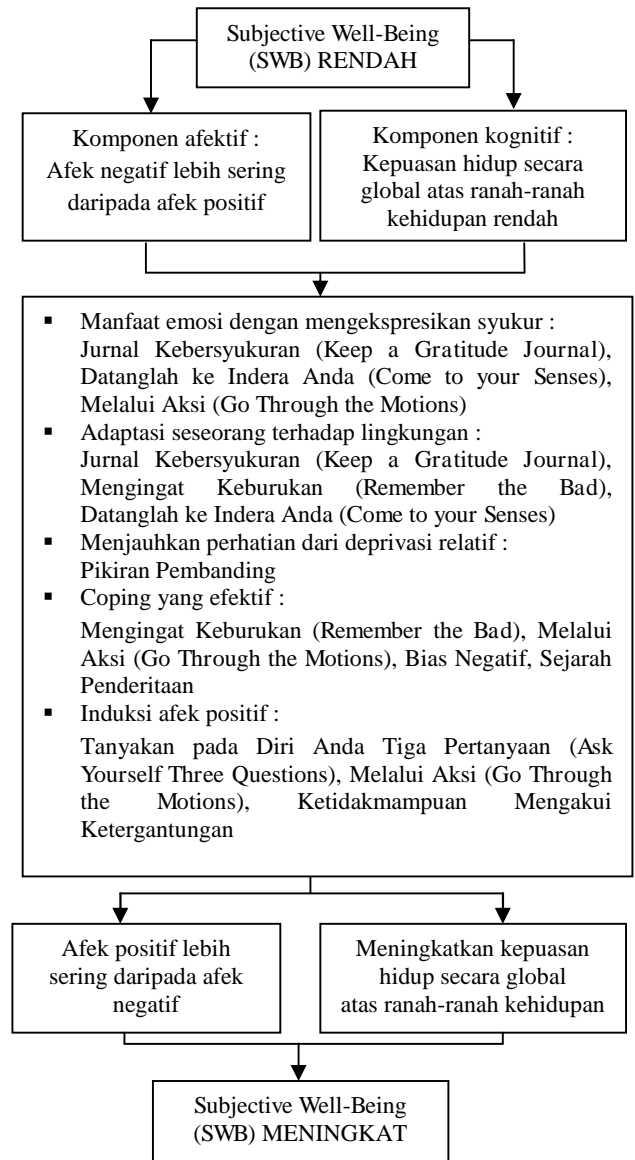 Subjective Well-Being
(SWB) RENDAH
Komponen afektif :
Afek negatif lebih sering
daripada afek positif
Komponen kognitif :
Kepuasan hidup secara
global atas ranah-ranah
kehidupan rendah
▪ Manfaat emosi dengan mengekspresikan syukur :
Jurnal Kebersyukuran (Keep a Gratitude Journal),
Datanglah ke Indera Anda (Come to your Senses),
Melalui Aksi (Go Through the Motions)
▪ Adaptasi seseorang terhadap lingkungan :
Jurnal Kebersyukuran (Keep a Gratitude Journal),
Mengingat Keburukan (Remember the Bad),
Datanglah ke Indera Anda (Come to your Senses)
▪ Menjauhkan perhatian dari deprivasi relatif :
Pikiran Pembanding
▪ Coping yang efektif :
Mengingat Keburukan (Remember the Bad), Melalui
Aksi (Go Through the Motions), Bias Negatif, Sejarah
Penderitaan
▪ Induksi afek positif :
Tanyakan pada Diri Anda Tiga Pertanyaan (Ask
Yourself Three Questions), Melalui Aksi (Go Through
the Motions), Ketidakmampuan Mengakui
Ketergantungan
Afek positif lebih
sering daripada afek
negatif
Meningkatkan kepuasan
hidup secara global
atas ranah-ranah kehidupan
Subjective Well-Being
(SWB) MENINGKAT